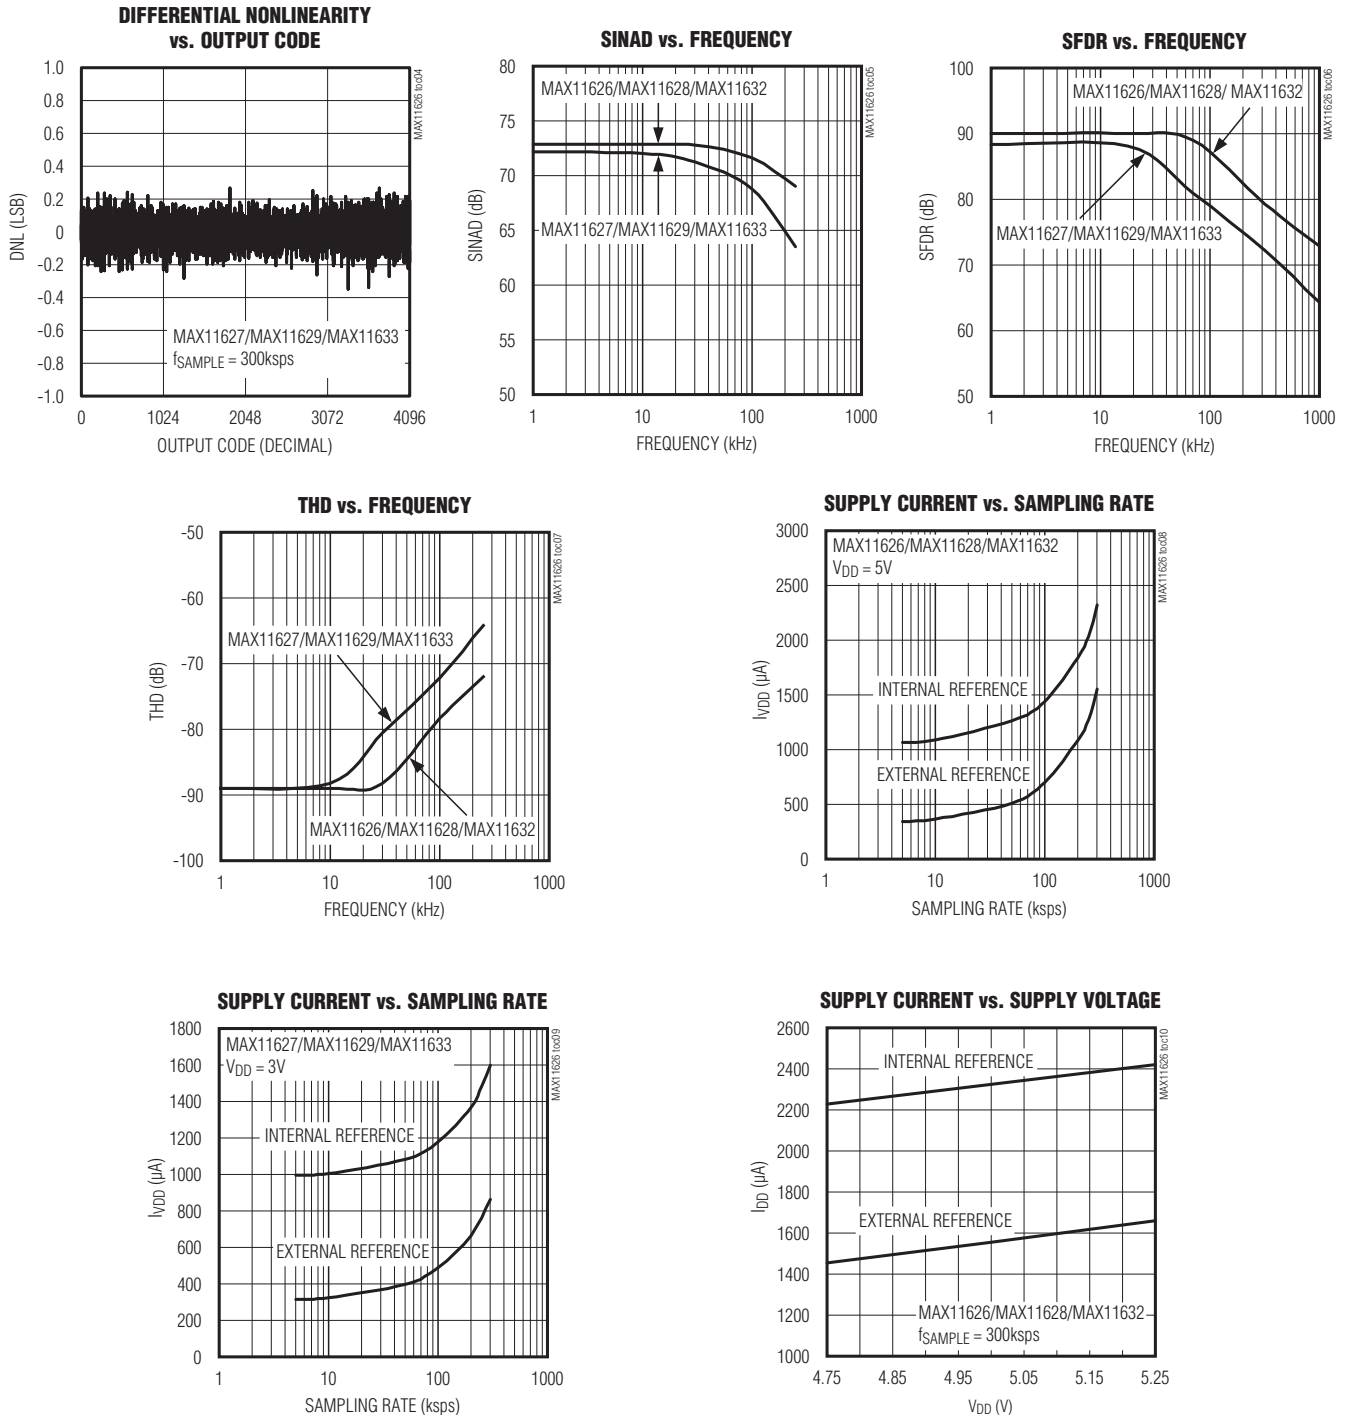 DIFFERENTIAL NONLINEARITY
vs. OUTPUT CODE
1.0
0.8
0.6
0.4
0.2
0
-0.2
-0.4
-0.6
-0.8
-1.0
DNL (LSB)
MAX11627/MAX11629/MAX11633
fSAMPLE = 300ksps
0 1024 2048 3072 4096
OUTPUT CODE (DECIMAL)
MAX11626 toc04
SINAD vs. FREQUENCY
80
75
70
65
60
55
50
SINAD (dB)
MAX11626/MAX11628/MAX11632
MAX11627/MAX11629/MAX11633
1 10 100 1000
FREQUENCY (kHz)
MAX11626 toc05
SFDR vs. FREQUENCY
100
90
80
70
60
50
SFDR (dB)
MAX11626/MAX11628/ MAX11632
MAX11627/MAX11629/MAX11633
1 10 100 1000
FREQUENCY (kHz)
MAX11626 toc06
THD vs. FREQUENCY
-50
-60
-70
-80
-90
-100
THD (dB)
MAX11627/MAX11629/MAX11633
MAX11626/MAX11628/MAX11632
1 10 100 1000
FREQUENCY (kHz)
MAX11626 toc07
SUPPLY CURRENT vs. SAMPLING RATE
3000
2500
2000
1500
1000
500
0
IVDD (µA)
MAX11626/MAX11628/MAX11632
VDD = 5V
INTERNAL REFERENCE
EXTERNAL REFERENCE
1 10 100 1000
SAMPLING RATE (ksps)
MAX11626 toc08
SUPPLY CURRENT vs. SAMPLING RATE
1800
1600
1400
1200
1000
800
600
400
200
0
IVDD (µA)
MAX11627/MAX11629/MAX11633
VDD = 3V
INTERNAL REFERENCE
EXTERNAL REFERENCE
1 10 100 1000
SAMPLING RATE (ksps)
MAX11626 toc09
SUPPLY CURRENT vs. SUPPLY VOLTAGE
2600
2400
2200
2000
1800
1600
1400
1200
1000
IDD (µA)
INTERNAL REFERENCE
EXTERNAL REFERENCE
MAX11626/MAX11628/MAX11632
fSAMPLE = 300ksps
4.75 4.85 4.95 5.05 5.15 5.25
VDD (V)
MAX11626 toc10